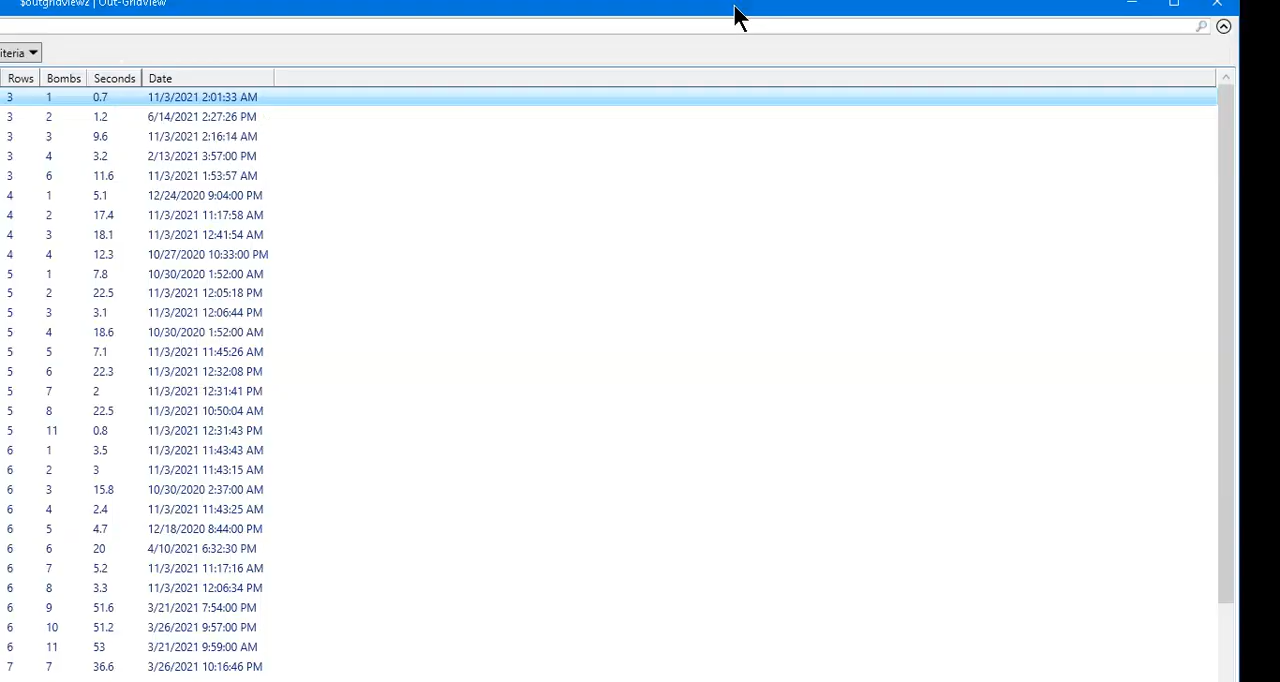 $outgridview2 | Out-GridView
iteria
Rows Bombs Seconds Date
3 1 0.7 11/3/2021 2:01:33 AM
3 2 1.2 6/14/2021 2:27:26 PM
3 3 9.6 11/3/2021 2:16:14 AM
3 4 3.2 2/13/2021 3:57:00 PM
3 6 11.6 11/3/2021 1:53:57 AM
4 1 5.1 12/24/2020 9:04:00 PM
4 2 17.4 11/3/2021 11:17:58 AM
4 3 18.1 11/3/2021 12:41:54 AM
4 4 12.3 10/27/2020 10:33:00 PM
5 1 7.8 10/30/2020 1:52:00 AM
5 2 22.5 11/3/2021 12:05:18 PM
5 3 3.1 11/3/2021 12:06:44 PM
5 4 18.6 10/30/2020 1:52:00 AM
5 5 7.1 11/3/2021 11:45:26 AM
5 6 22.3 11/3/2021 12:32:08 PM
5 7 2 11/3/2021 12:31:41 PM
5 8 22.5 11/3/2021 10:50:04 AM
5 11 0.8 11/3/2021 12:31:43 PM
6 1 3.5 11/3/2021 11:43:43 AM
6 2 3 11/3/2021 11:43:15 AM
6 3 15.8 10/30/2020 2:37:00 AM
6 4 2.4 11/3/2021 11:43:25 AM
6 5 4.7 12/18/2020 8:44:00 PM
6 6 20 4/10/2021 6:32:30 PM
6 7 5.2 11/3/2021 11:17:16 AM
6 8 3.3 11/3/2021 12:06:34 PM
6 9 51.6 3/21/2021 7:54:00 PM
6 10 51.2 3/26/2021 9:57:00 PM
6 11 53 3/21/2021 9:59:00 AM
7 7 36.6 3/26/2021 10:16:46 PM